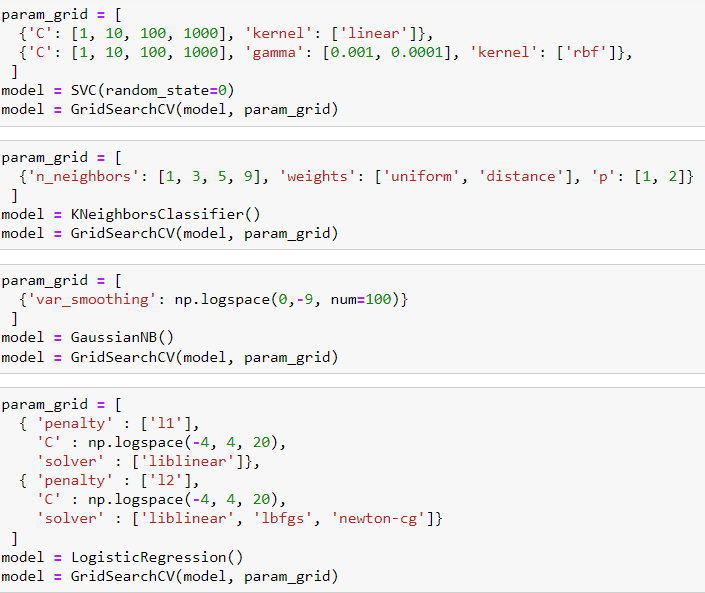 param_grid = [
  {'C': [1, 10, 100, 1000], 'kernel': ['linear']},
  {'C': [1, 10, 100, 1000], 'gamma': [0.001, 0.0001], 'kernel': ['rbf']},
 ]
model = SVC(random_state=0)
model = GridSearchCV(model, param_grid)
param_grid = [
  {'n_neighbors': [1, 3, 5, 9], 'weights': ['uniform', 'distance'], 'p': [1, 2]}
 ]
model = KNeighborsClassifier()
model = GridSearchCV(model, param_grid)
param_grid = [
  {'var_smoothing': np.logspace(0,-9, num=100)}
 ]
model = GaussianNB()
model = GridSearchCV(model, param_grid)
param_grid = [
  { 'penalty' : ['l1'],
    'C' : np.logspace(-4, 4, 20),
    'solver' : ['liblinear']},
  { 'penalty' : ['l2'],
    'C' : np.logspace(-4, 4, 20),
    'solver' : ['liblinear', 'lbfgs', 'newton-cg']}
 ]
model = LogisticRegression()
model = GridSearchCV(model, param_grid)